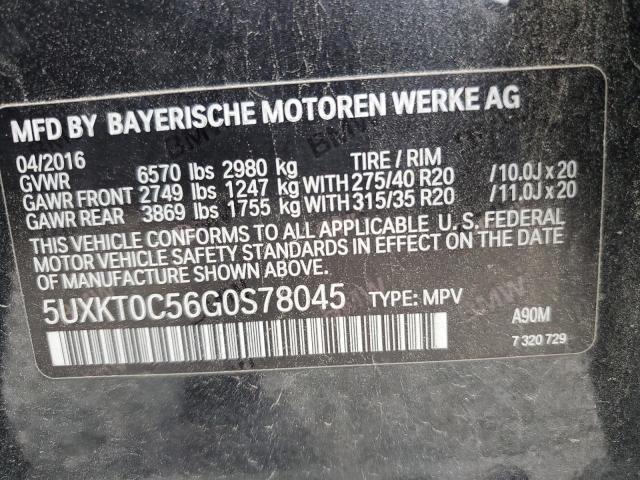 MFD BY BAYERISCHE MOTOREN WERKE AG
04/2016 TIRE / RIM
GVWR 6570 lbs 2980 kg
GAWR FRONT 2749 lbs 1247 kg WITH 275/40 R20 /10.0J x 20
GAWR REAR 3869 lbs 1755 kg WITH 315/35 R20 /11.0J x 20
THIS VEHICLE CONFORMS TO ALL APPLICABLE U.S. FEDERAL
MOTOR VEHICLE SAFETY STANDARDS IN EFFECT ON THE DATE
OF MANUFACTURE SHOWN ABOVE.
5UXKT0C56G0S78045 TYPE: MPV
A90M
7 320 729